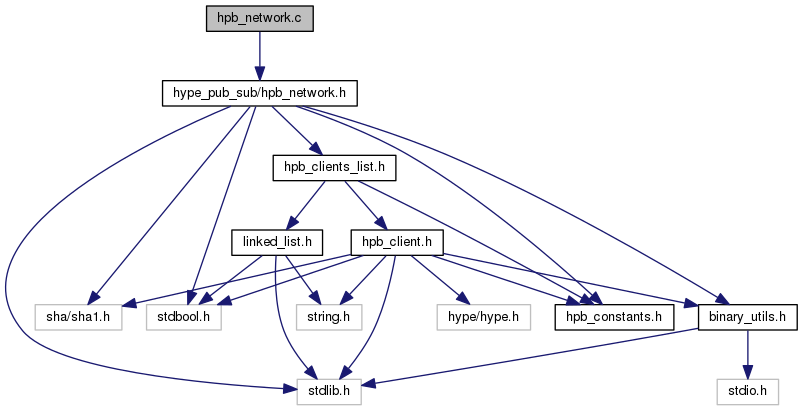 hpb_network.c
hype_pub_sub/hpb_network.h
hpb_clients_list.h
linked_list.h
hpb_client.h
sha/sha1.h
stdbool.h
string.h
hype/hype.h
hpb_constants.h
binary_utils.h
stdlib.h
stdio.h